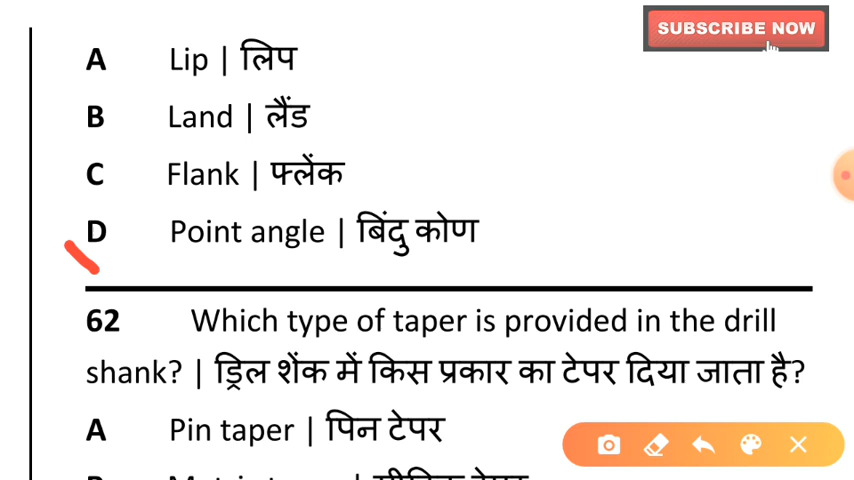 SUBSCRIBE NOW
A Lip | लिप
B Land | लैंड
C Flank | फ्लेंक
D Point angle | बिंदु कोण
62 Which type of taper is provided in the drill
shank? | ड्रिल शेंक में किस प्रकार का टेपर दिया जाता है?
A Pin taper | पिन टेपर